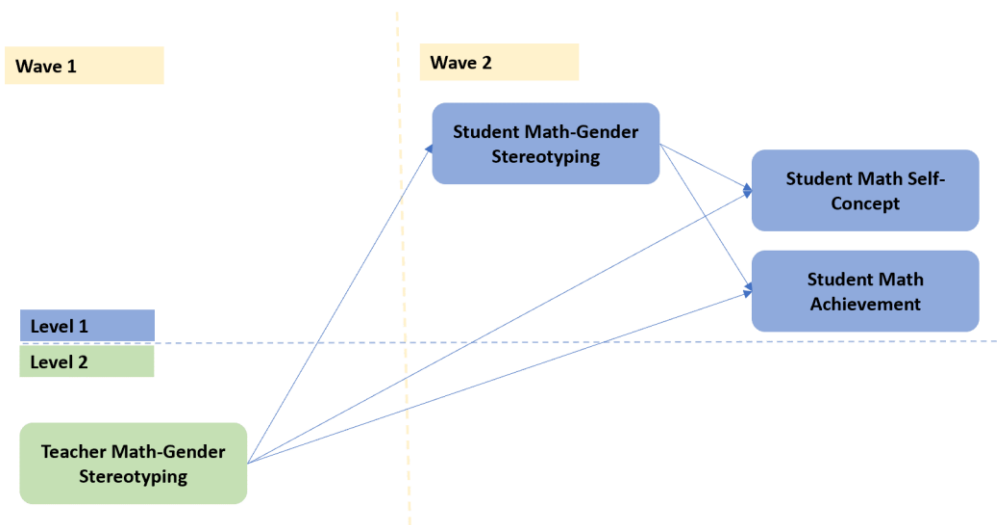 Wave 1
Wave 2
Student Math-Gender
Stereotyping
Student Math Self-
Concept
Student Math
Achievement
Level 1
Level 2
Teacher Math-Gender
Stereotyping